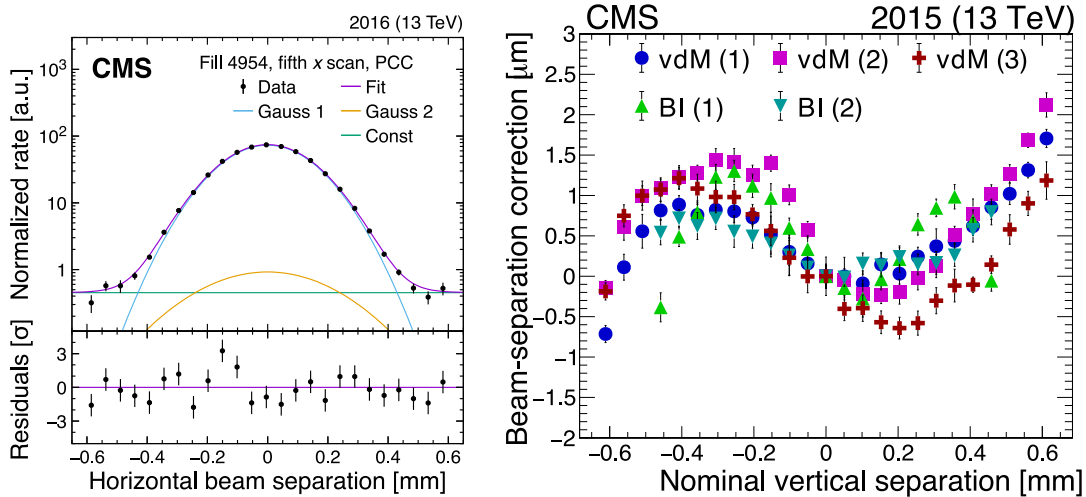 2016 (13 TeV)
CMS
Fill 4954, fifth x scan, PCC
Data
Fit
Gauss 1
Gauss 2
Const
Normalized rate [a.u.]
10³
10²
10
1
Residuals [σ]
3
0
−3
−0.6 −0.4 −0.2 0 0.2 0.4 0.6
Horizontal beam separation [mm]
CMS
2015 (13 TeV)
vdM (1) vdM (2) vdM (3)
BI (1) BI (2)
Beam-separation correction [μm]
3
2.5
2
1.5
1
0.5
0
−0.5
−1
−1.5
−2
−0.6 −0.4 −0.2 0 0.2 0.4 0.6
Nominal vertical separation [mm]